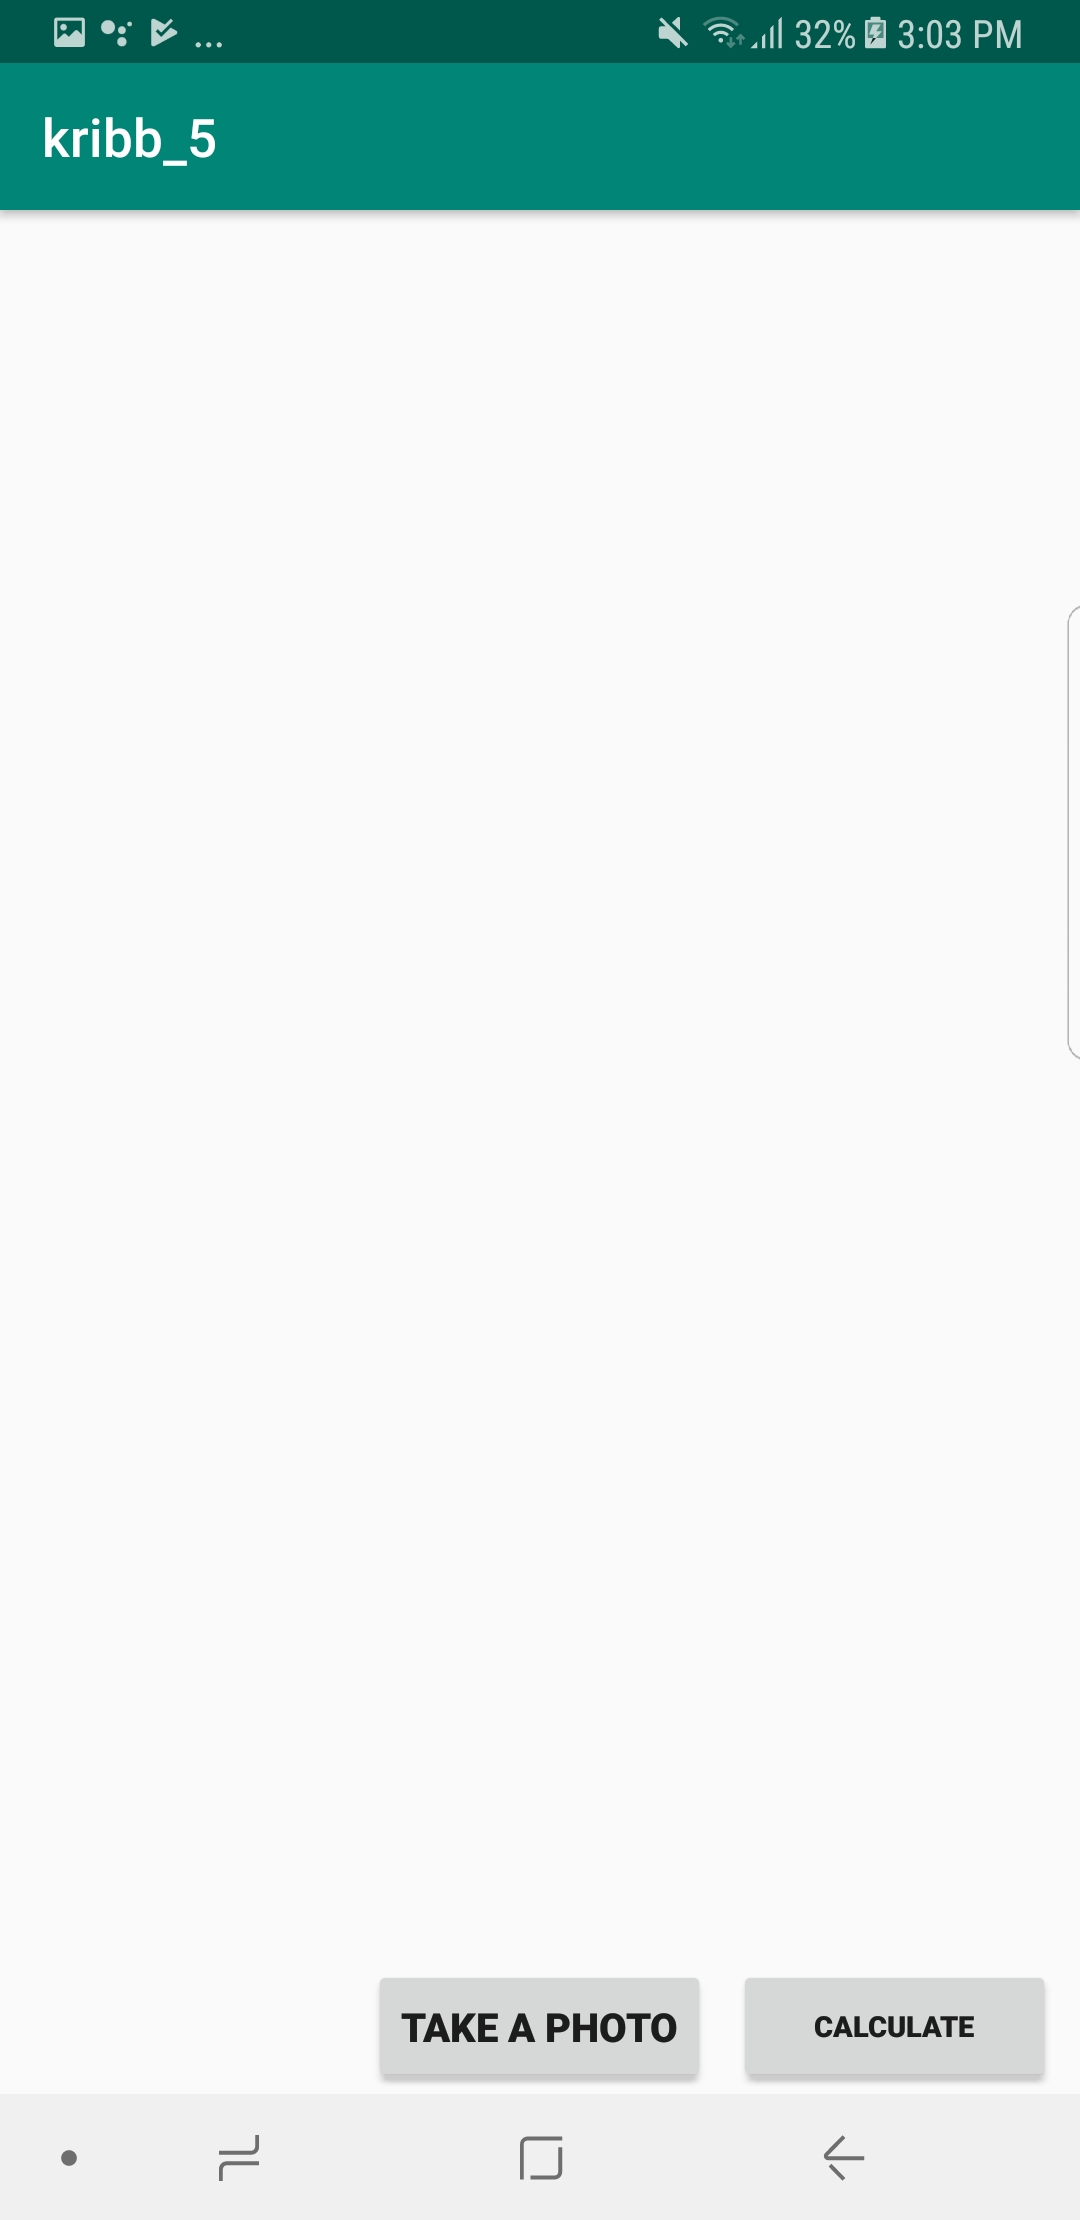 32% 3:03 PM
kribb_5
TAKE A PHOTO CALCULATE